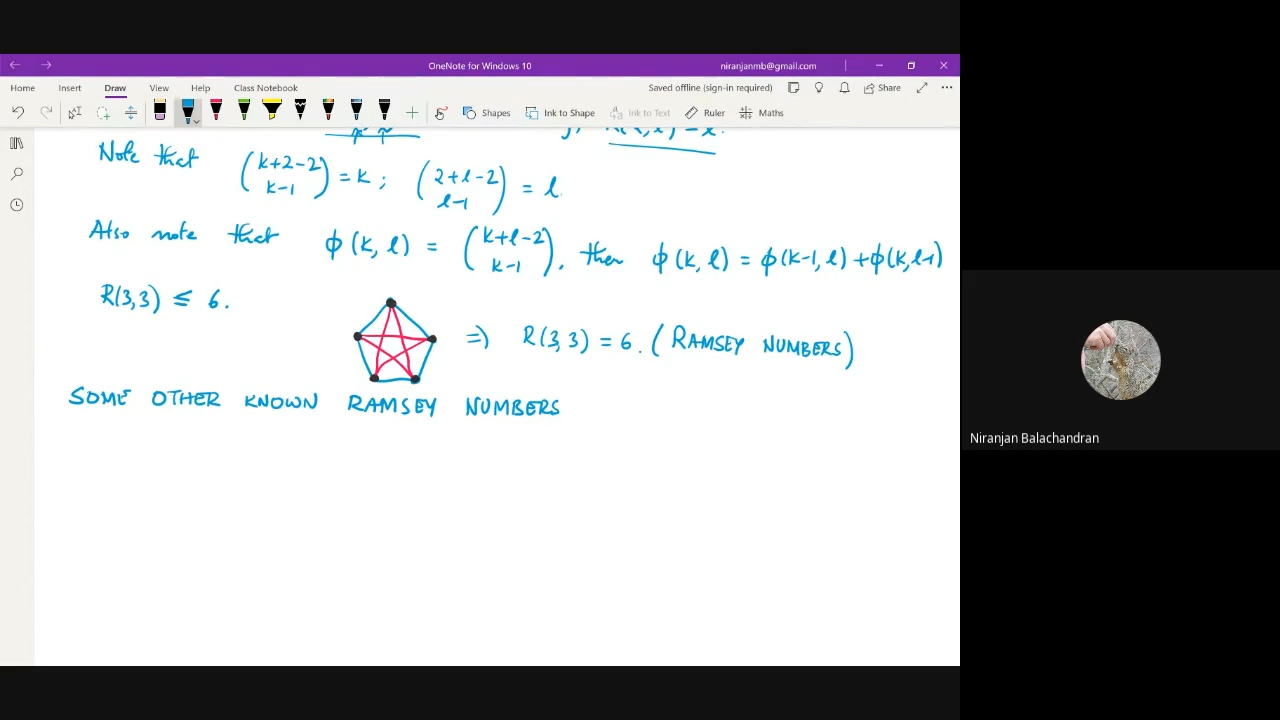 OneNote for Windows 10
niranjanmb@gmail.com
Home Insert Draw View Help Class Notebook
Saved offline (sign-in required)
Share
Shapes Ink to Shape Ink to Text Ruler Maths
Note that (k+2-2 k-1) = k ; (2+l-2 l-1) = l
Also note that φ(k, l) = (k+l-2 k-1), then φ(k, l) = φ(k-1, l) + φ(k, l-1)
R(3,3) ≤ 6.
⇒ R(3,3) = 6. (RAMSEY NUMBERS)
SOME OTHER KNOWN RAMSEY NUMBERS
Niranjan Balachandran